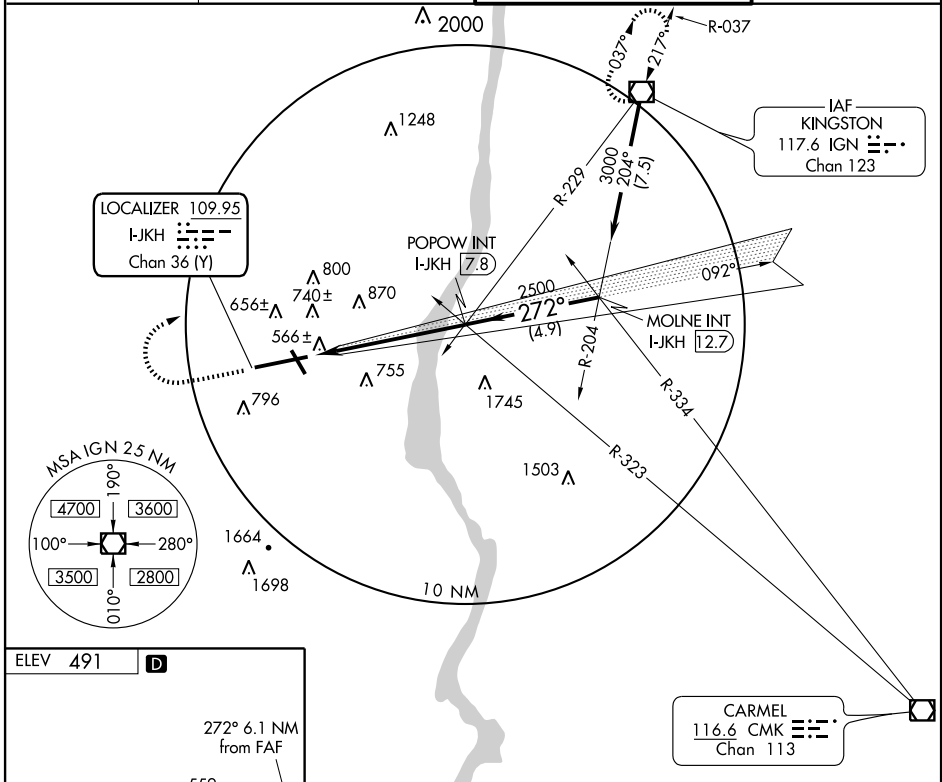 2000
R-037
037°
217°
IAF
KINGSTON
117.6 IGN
Chan 123
1248
3000
204°
(7.5)
R-229
LOCALIZER 109.95
I-JKH
Chan 36 (Y)
POPOW INT
I-JKH 7.8
800
740±
656±
870
566±
2500
272°
(4.9)
092°
MOLNE INT
I-JKH 12.7
R-204
755
796
1745
R-334
R-323
1503
MSA IGN 25 NM
190°
4700 3600
100° 280°
3500 2800
010°
1664
1698
10 NM
ELEV 491 D
272° 6.1 NM
from FAF
CARMEL
116.6 CMK
Chan 113